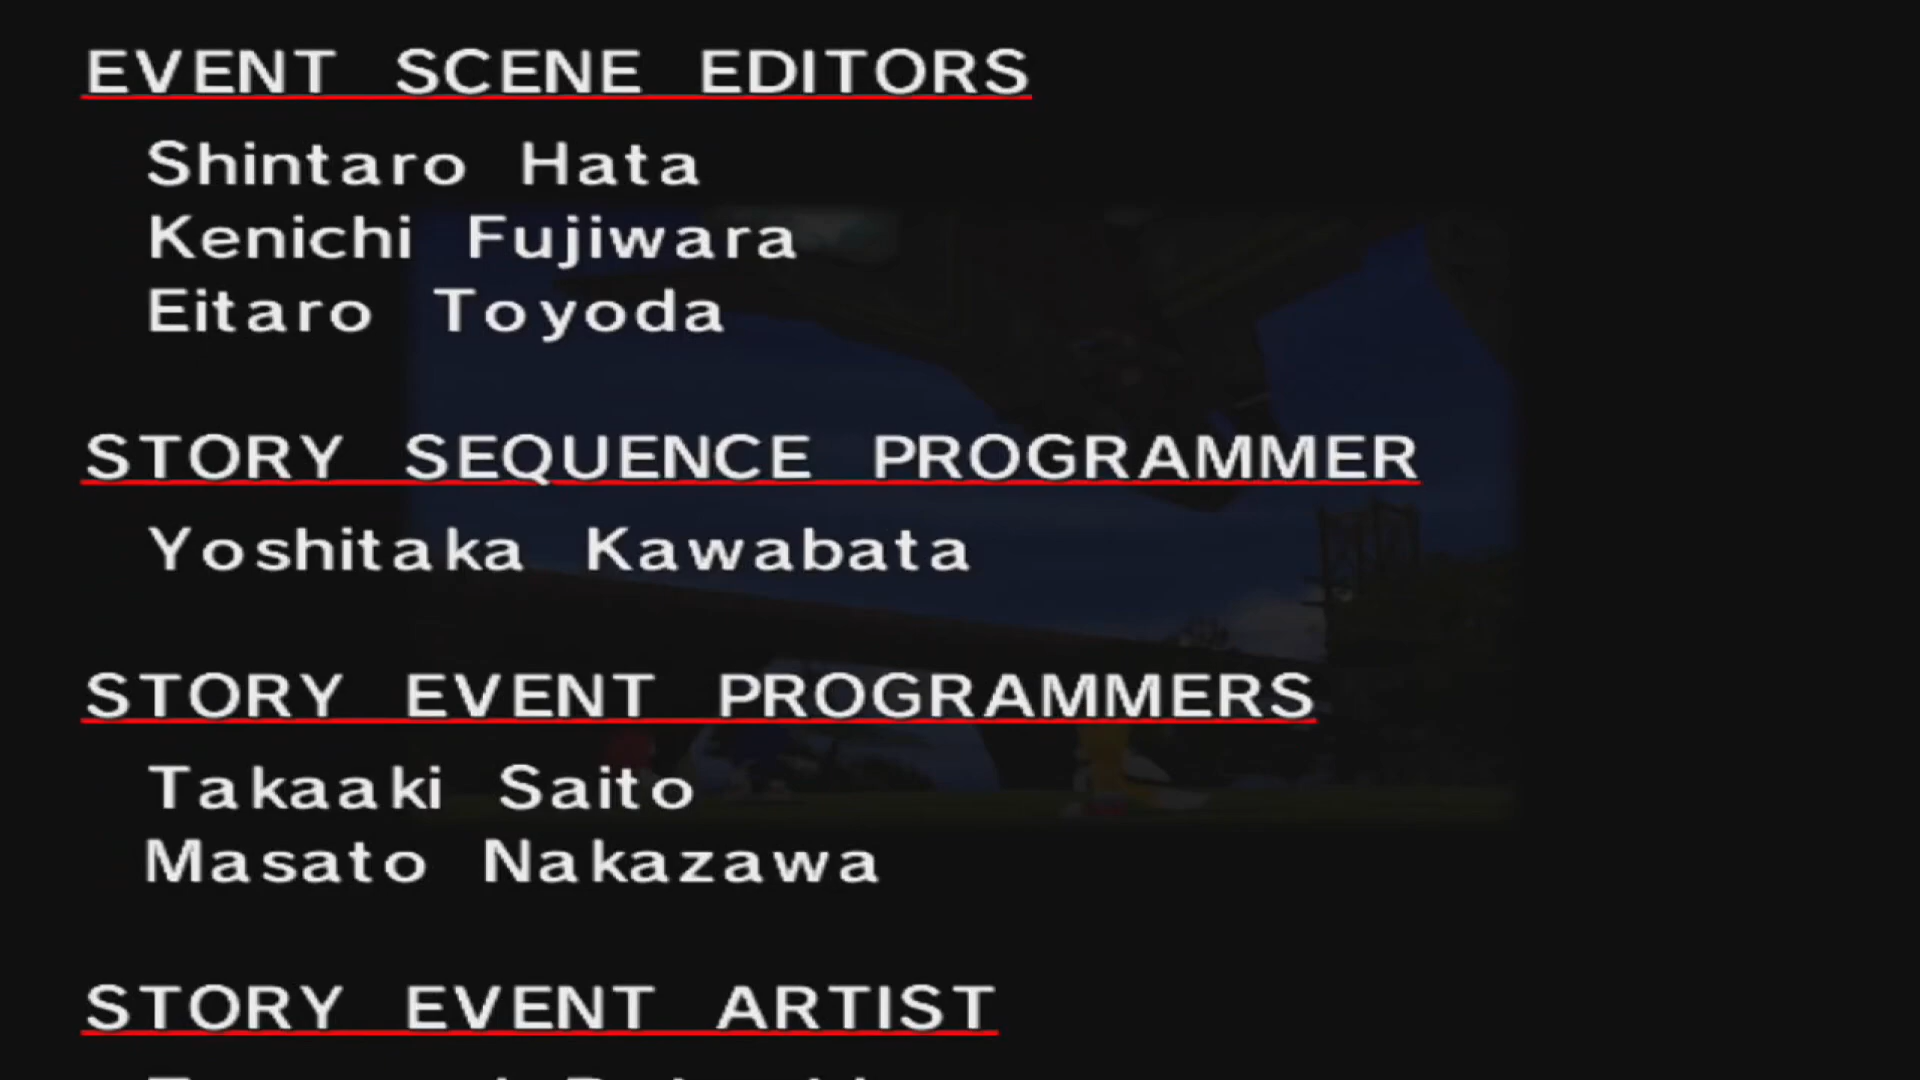 EVENT SCENE EDITORS
Shintaro Hata
Kenichi Fujiwara
Eitaro Toyoda
STORY SEQUENCE PROGRAMMER
Yoshitaka Kawabata
STORY EVENT PROGRAMMERS
Takaaki Saito
Masato Nakazawa
STORY EVENT ARTIST